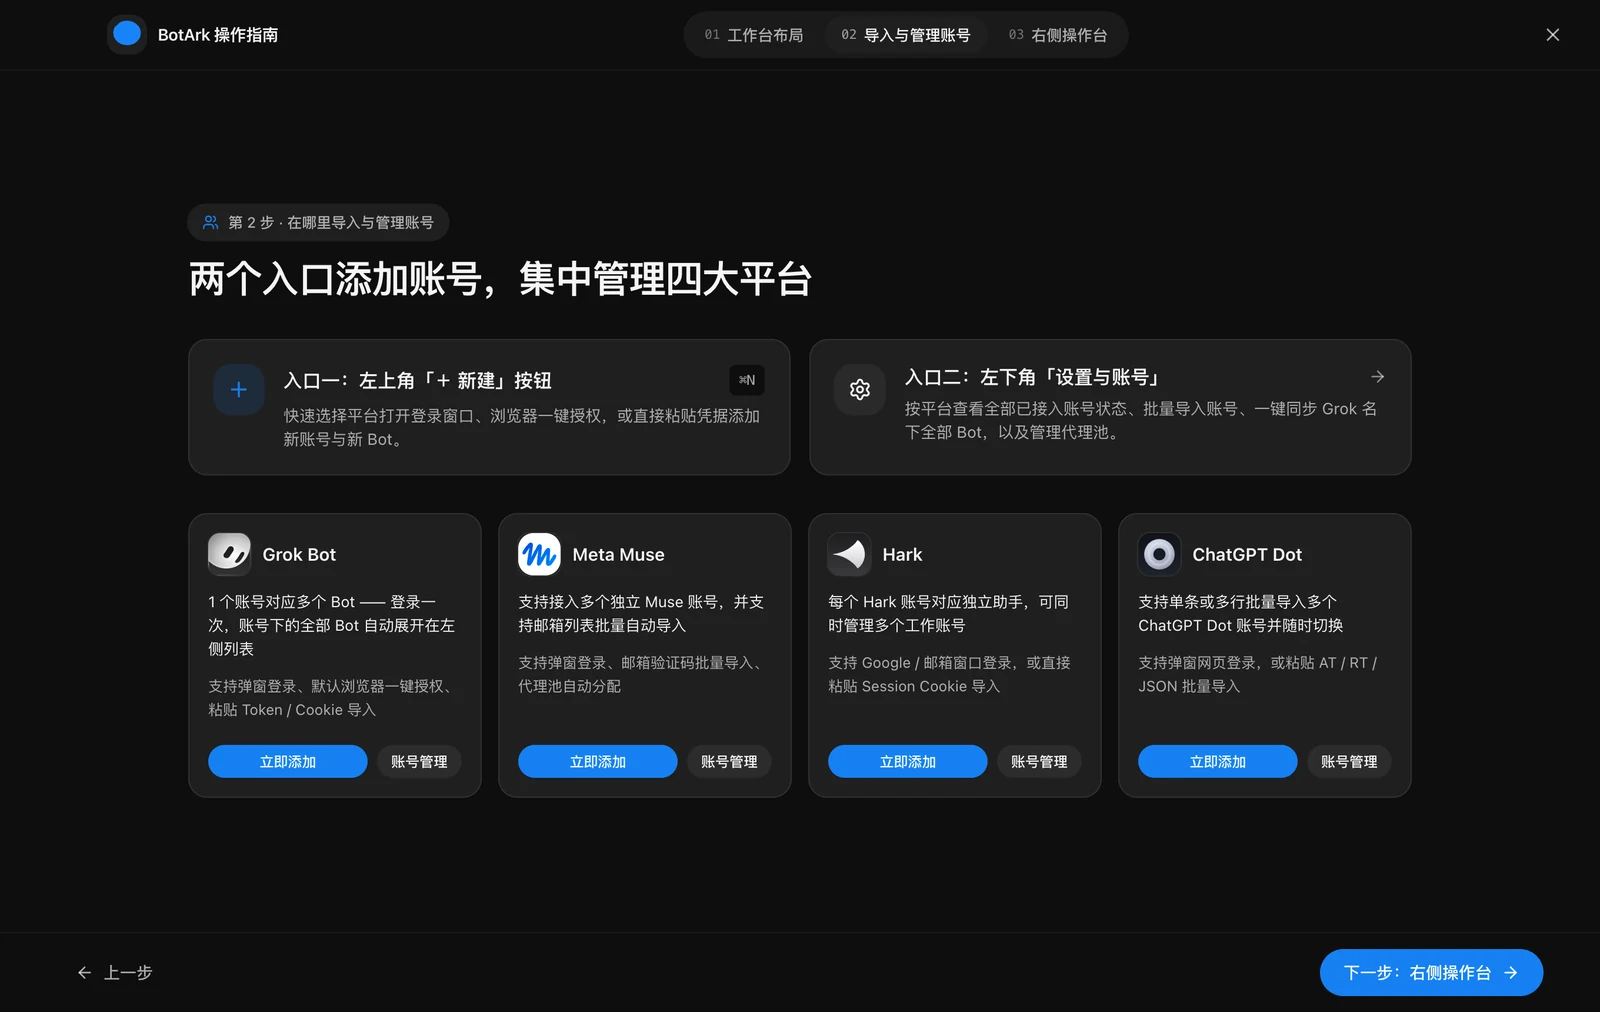 BotArk 操作指南
01 工作台布局
02 导入与管理账号
03 右侧操作台
第 2 步 · 在哪里导入与管理账号
两个入口添加账号，集中管理四大平台
入口一：左上角「＋ 新建」按钮
⌘N
快速选择平台打开登录窗口、浏览器一键授权，或直接粘贴凭据添加
新账号与新 Bot。
入口二：左下角「设置与账号」
按平台查看全部已接入账号状态、批量导入账号、一键同步 Grok 名
下全部 Bot，以及管理代理池。
Grok Bot
1 个账号对应多个 Bot —— 登录一
次，账号下的全部 Bot 自动展开在左
侧列表
支持弹窗登录、默认浏览器一键授权、
粘贴 Token / Cookie 导入
立即添加
账号管理
Meta Muse
支持接入多个独立 Muse 账号，并支
持邮箱列表批量自动导入
支持弹窗登录、邮箱验证码批量导入、
代理池自动分配
立即添加
账号管理
Hark
每个 Hark 账号对应独立助手，可同
时管理多个工作账号
支持 Google / 邮箱窗口登录，或直接
粘贴 Session Cookie 导入
立即添加
账号管理
ChatGPT Dot
支持单条或多行批量导入多个
ChatGPT Dot 账号并随时切换
支持弹窗网页登录，或粘贴 AT / RT /
JSON 批量导入
立即添加
账号管理
← 上一步
下一步：右侧操作台 →